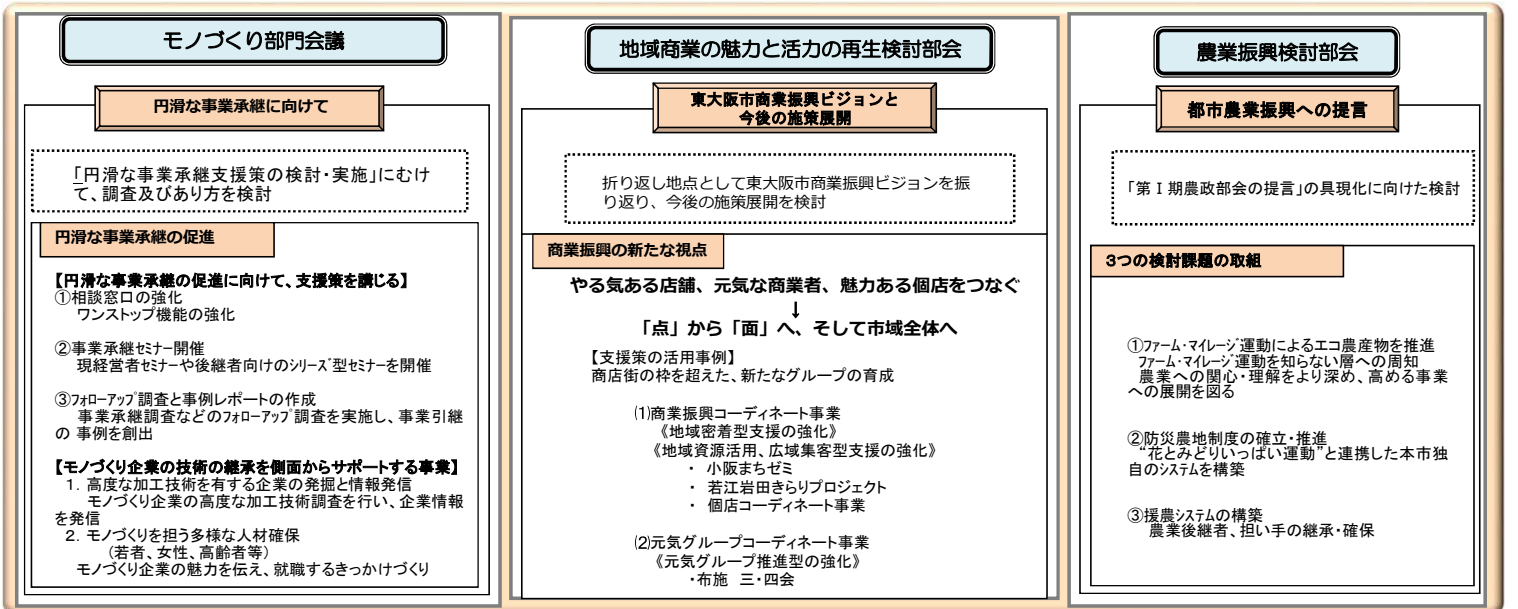 モノづくり部門会議
円滑な事業承継に向けて
「円滑な事業承継支援策の検討・実施」にむけ
て、調査及びあり方を検討
円滑な事業承継の促進
【円滑な事業承継の促進に向けて、支援策を講じる】
①相談窓口の強化
ワンストップ機能の強化
②事業承継セミナー開催
現経営者セミナーや後継者向けのシリーズ型セミナーを開催
③フォローアップ調査と事例レポートの作成
事業承継調査などのフォローアップ調査を実施し、事業引継
の 事例を創出
【モノづくり企業の技術の継承を側面からサポートする事業】
1．高度な加工技術を有する企業の発掘と情報発信
モノづくり企業の高度な加工技術調査を行い、企業情報
を発信
2．モノづくりを担う多様な人材確保
（若者、女性、高齢者等）
モノづくり企業の魅力を伝え、就職するきっかけづくり
地域商業の魅力と活力の再生検討部会
東大阪市商業振興ビジョンと
今後の施策展開
折り返し地点として東大阪市商業振興ビジョンを振
り返り、今後の施策展開を検討
商業振興の新たな視点
やる気ある店舗、元気な商業者、魅力ある個店をつなぐ
↓
「点」から「面」へ、そして市域全体へ
【支援策の活用事例】
商店街の枠を超えた、新たなグループの育成
⑴商業振興コーディネート事業
《地域密着型支援の強化》
《地域資源活用、広域集客型支援の強化》
・ 小阪まちゼミ
・ 若江岩田きらりプロジェクト
・ 個店コーディネート事業
⑵元気グループコーディネート事業
《元気グループ推進型の強化》
・布施 三・四会
農業振興検討部会
都市農業振興への提言
「第Ⅰ期農政部会の提言」の具現化に向けた検討
3つの検討課題の取組
①ファーム・マイレージ運動によるエコ農産物を推進
ファーム・マイレージ運動を知らない層への周知
農業への関心・理解をより深め、高める事業
への展開を図る
②防災農地制度の確立・推進
“花とみどりいっぱい運動”と連携した本市独
自のシステムを構築
③援農システムの構築
農業後継者、担い手の継承・確保